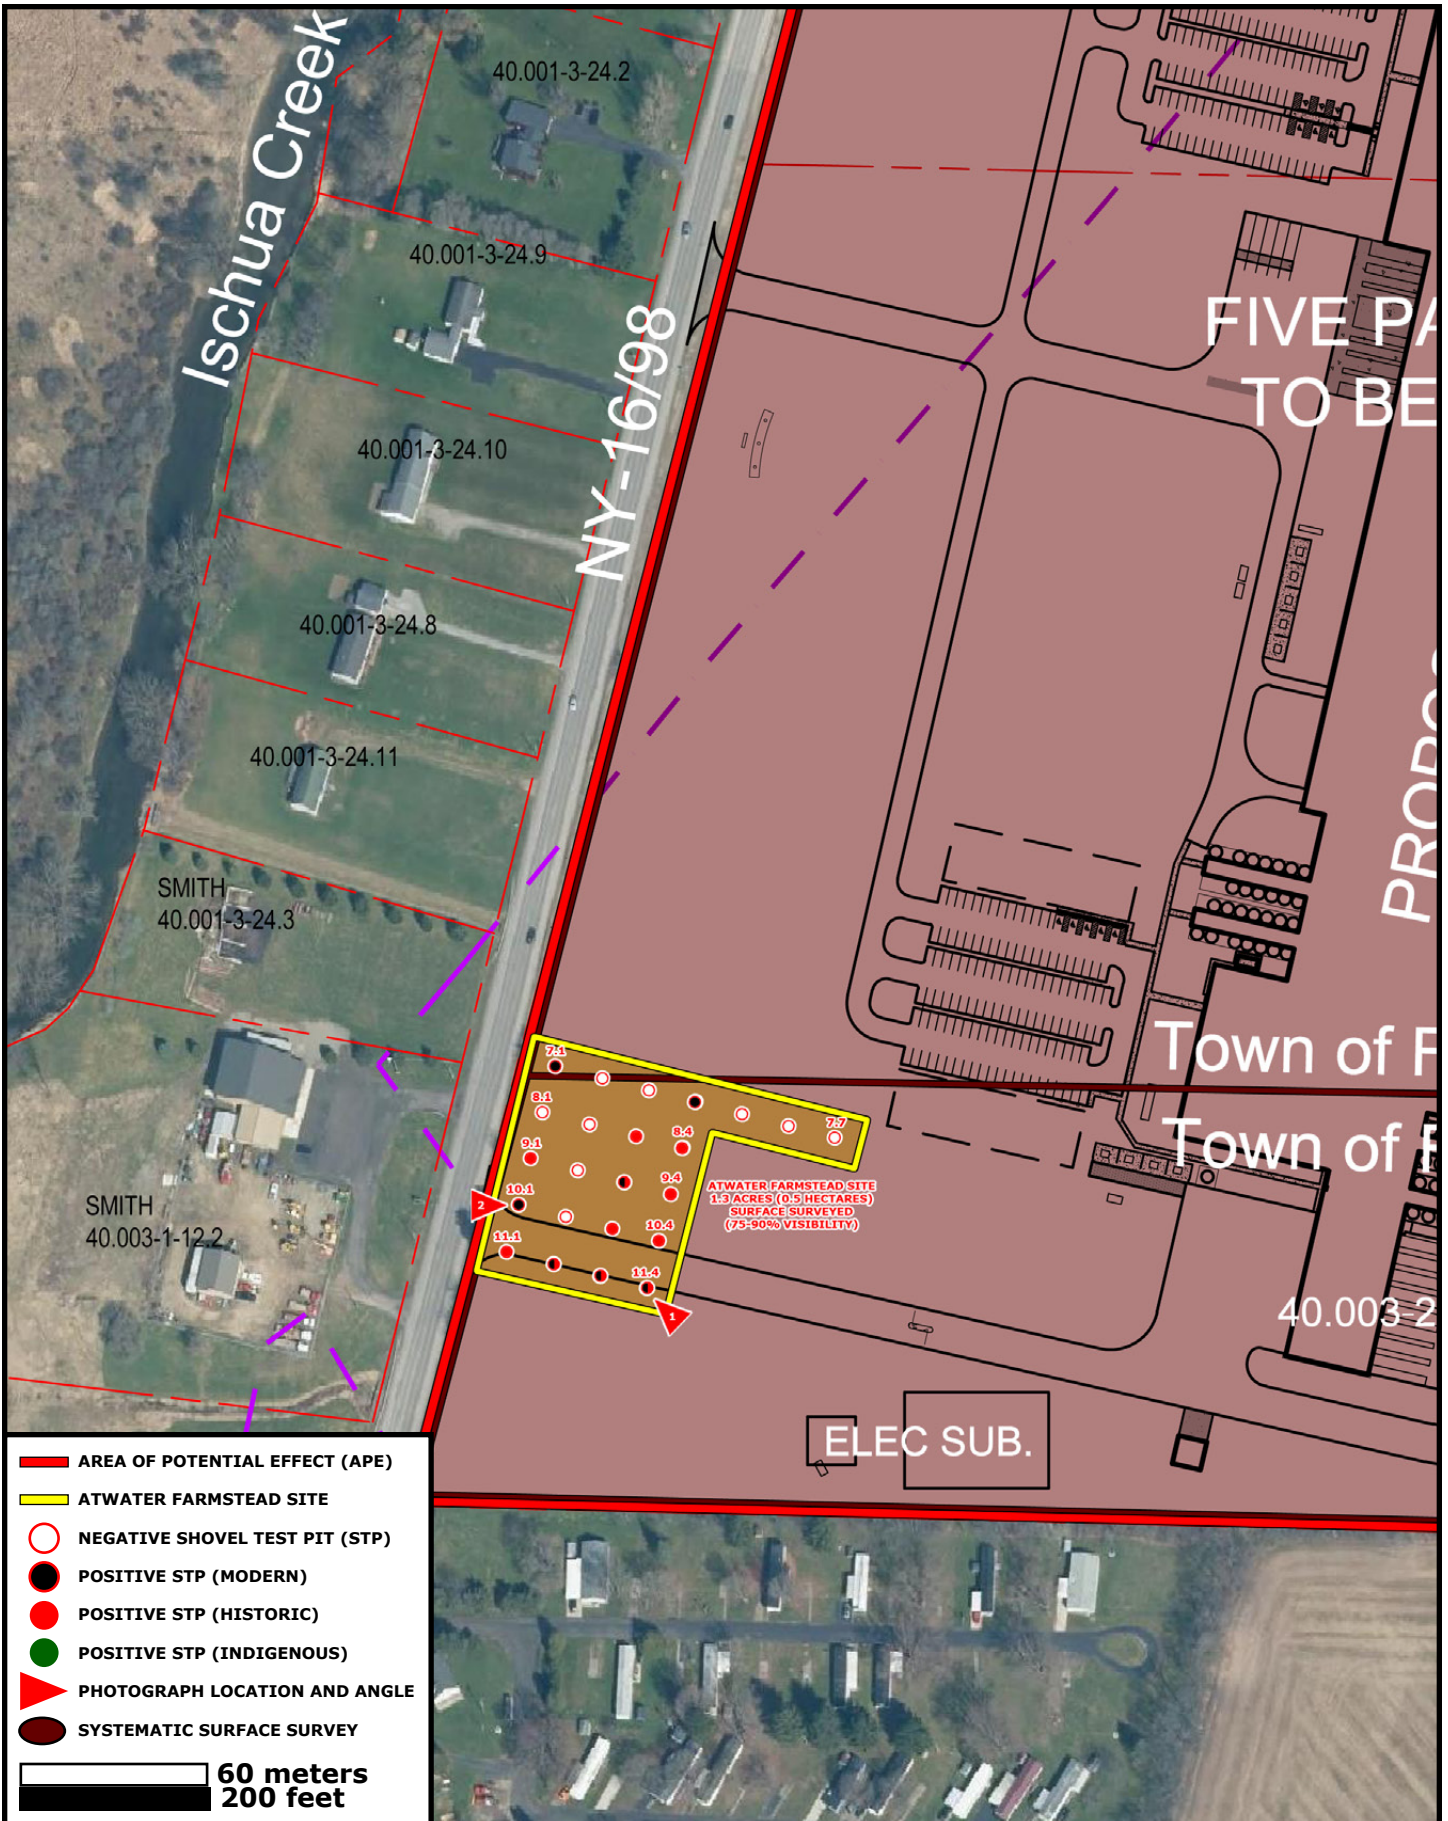 Ischua Creek
40.001-3-24.2
40.001-3-24.9
NY-16/98
40.001-3-24.10
40.001-3-24.8
40.001-3-24.11
SMITH
40.001-3-24.3
SMITH
40.003-1-12.2
FIVE PA
TO BE
Town of F
Town of
40.003-2
ELEC SUB.
7.1
7.7
8.1
8.4
9.1
9.4
10.1
10.4
11.1
11.4
2
1
ATWATER FARMSTEAD SITE
1.3 ACRES (0.5 HECTARES)
SURFACE SURVEYED
(75-90% VISIBILITY)
AREA OF POTENTIAL EFFECT (APE)
ATWATER FARMSTEAD SITE
NEGATIVE SHOVEL TEST PIT (STP)
POSITIVE STP (MODERN)
POSITIVE STP (HISTORIC)
POSITIVE STP (INDIGENOUS)
PHOTOGRAPH LOCATION AND ANGLE
SYSTEMATIC SURFACE SURVEY
60 meters
200 feet